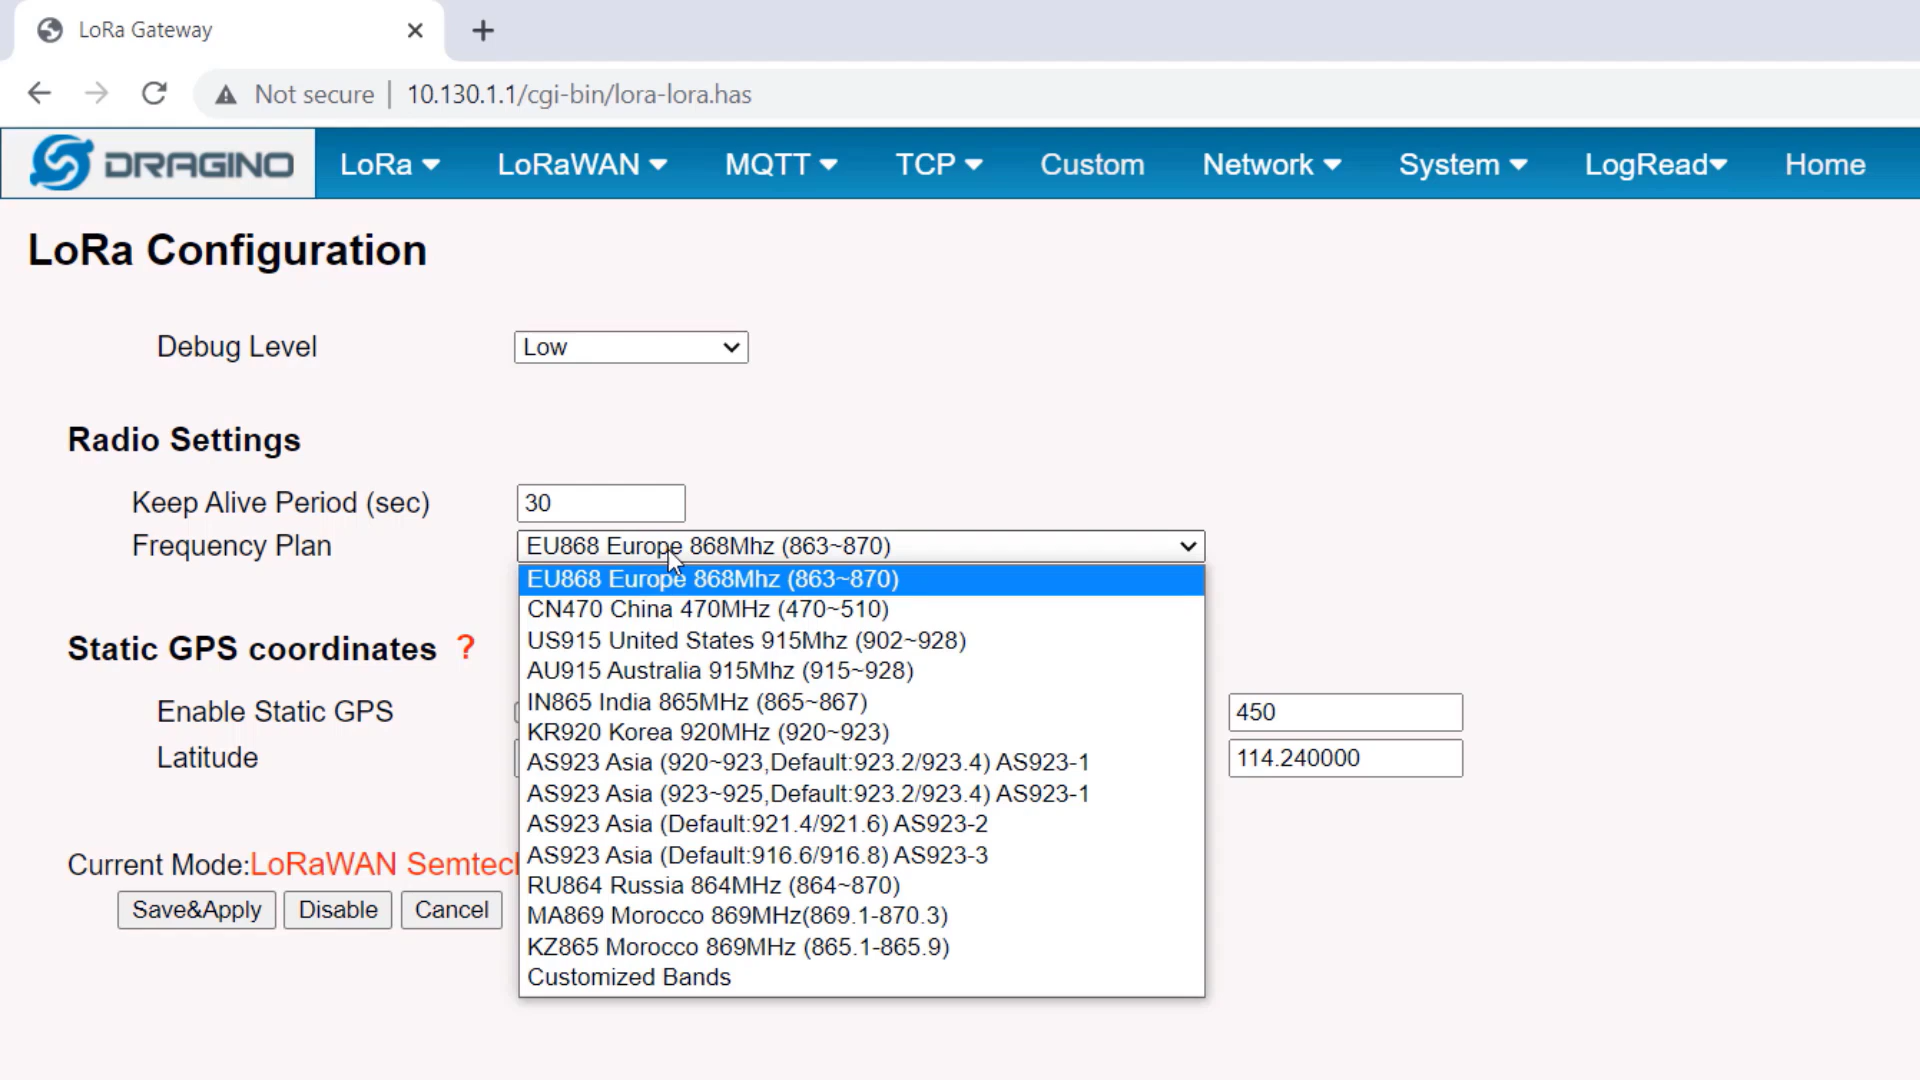 LoRa Gateway
Not secure | 10.130.1.1/cgi-bin/lora-lora.has
DRAGINO LoRa LoRaWAN MQTT TCP Custom Network System LogRead Home
LoRa Configuration
Debug Level Low
Radio Settings
Keep Alive Period (sec) 30
Frequency Plan EU868 Europe 868Mhz (863~870)
EU868 Europe 868Mhz (863~870)
CN470 China 470MHz (470~510)
US915 United States 915Mhz (902~928)
AU915 Australia 915Mhz (915~928)
IN865 India 865MHz (865~867)
KR920 Korea 920MHz (920~923)
AS923 Asia (920~923,Default:923.2/923.4) AS923-1
AS923 Asia (923~925,Default:923.2/923.4) AS923-1
AS923 Asia (Default:921.4/921.6) AS923-2
AS923 Asia (Default:916.6/916.8) AS923-3
RU864 Russia 864MHz (864~870)
MA869 Morocco 869MHz(869.1-870.3)
KZ865 Morocco 869MHz (865.1-865.9)
Customized Bands
Static GPS coordinates ?
Enable Static GPS 450
Latitude 114.240000
Current Mode:LoRaWAN Semtec
Save&Apply Disable Cancel